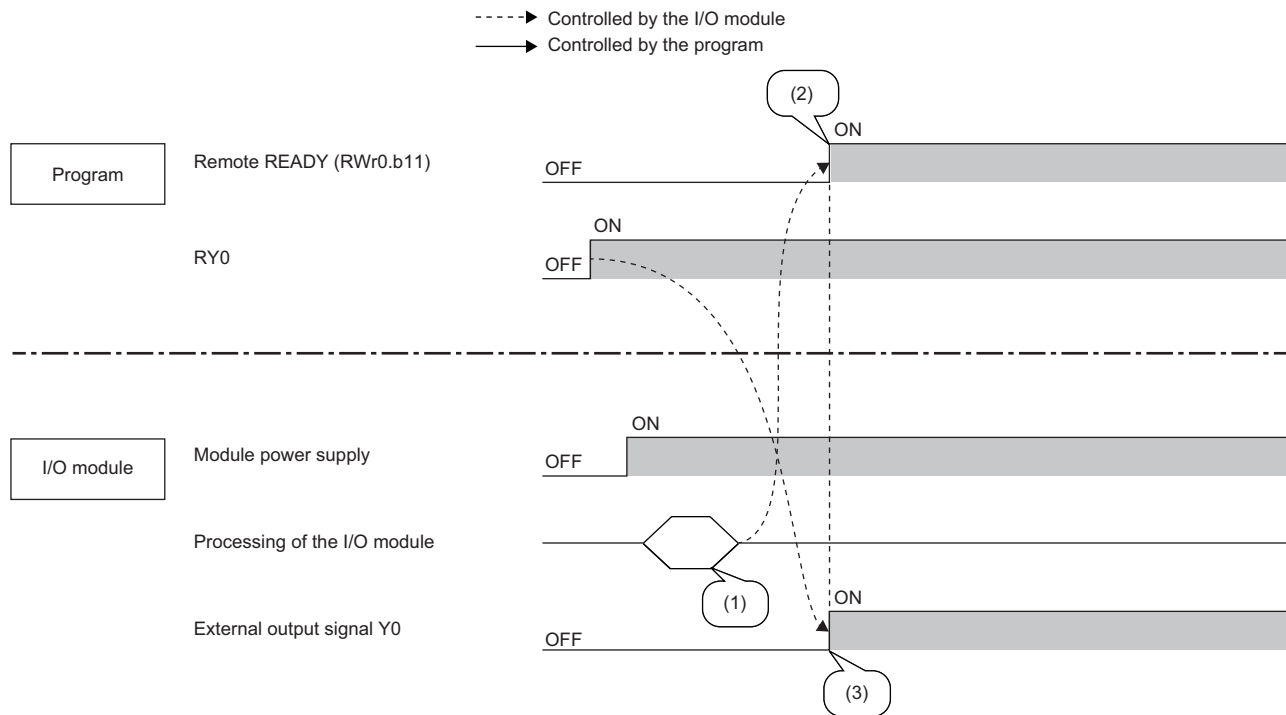 Controlled by the I/O module
Controlled by the program
(2)
ON
Program
Remote READY (RWr0.b11)
OFF
ON
RY0
OFF
ON
I/O module
Module power supply
OFF
Processing of the I/O module
(1)
ON
External output signal Y0
OFF
(3)